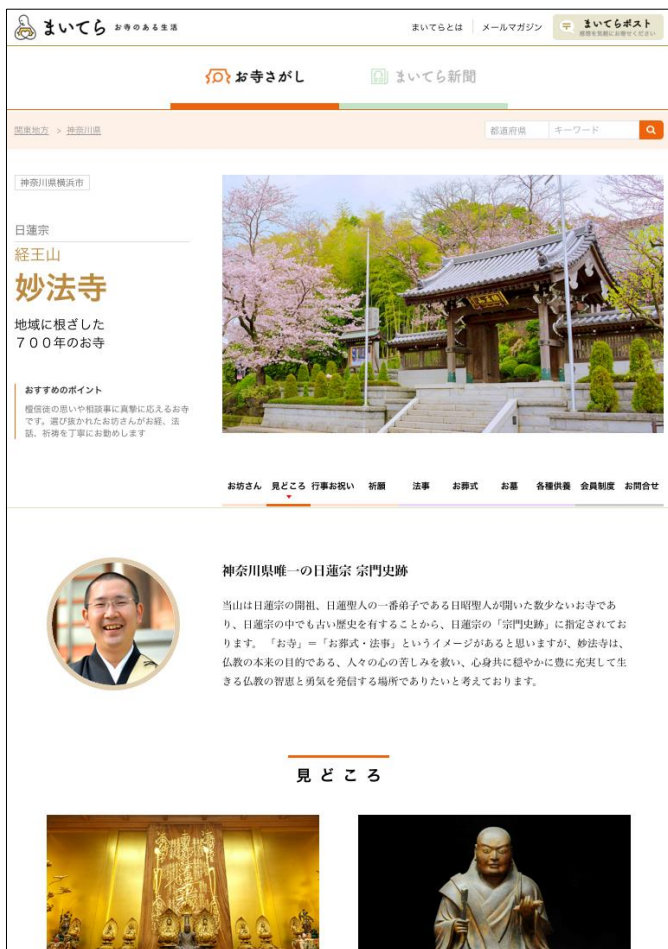 まいてら お寺のある生活
まいてらとは メールマガジン まいてらポスト
感想を気軽にお寄せください
お寺さがし まいてら新聞
関東地方 > 神奈川県 都道府県 キーワード
神奈川県横浜市
日蓮宗
経王山
妙法寺
地域に根ざした
７００年のお寺
おすすめのポイント
檀信徒の思いや相談事に真摯に応えるお寺
です。選び抜かれたお坊さんがお経、法
話、祈祷を丁寧にお勤めします
お坊さん 見どころ 行事お祝い 祈願 法事 お葬式 お墓 各種供養 会員制度 お問合せ
神奈川県唯一の日蓮宗 宗門史跡
当山は日蓮宗の開祖、日蓮聖人の一番弟子である日昭聖人が開いた数少ないお寺であ
り、日蓮宗の中でも古い歴史を有することから、日蓮宗の「宗門史跡」に指定されてお
ります。 「お寺」＝「お葬式・法事」というイメージがあると思いますが、妙法寺は、
仏教の本来の目的である、人々の心の苦しみを救い、心身共に穏やかに豊に充実して生
きる仏教の智恵と勇気を発信する場所でありたいと考えております。
見どころ